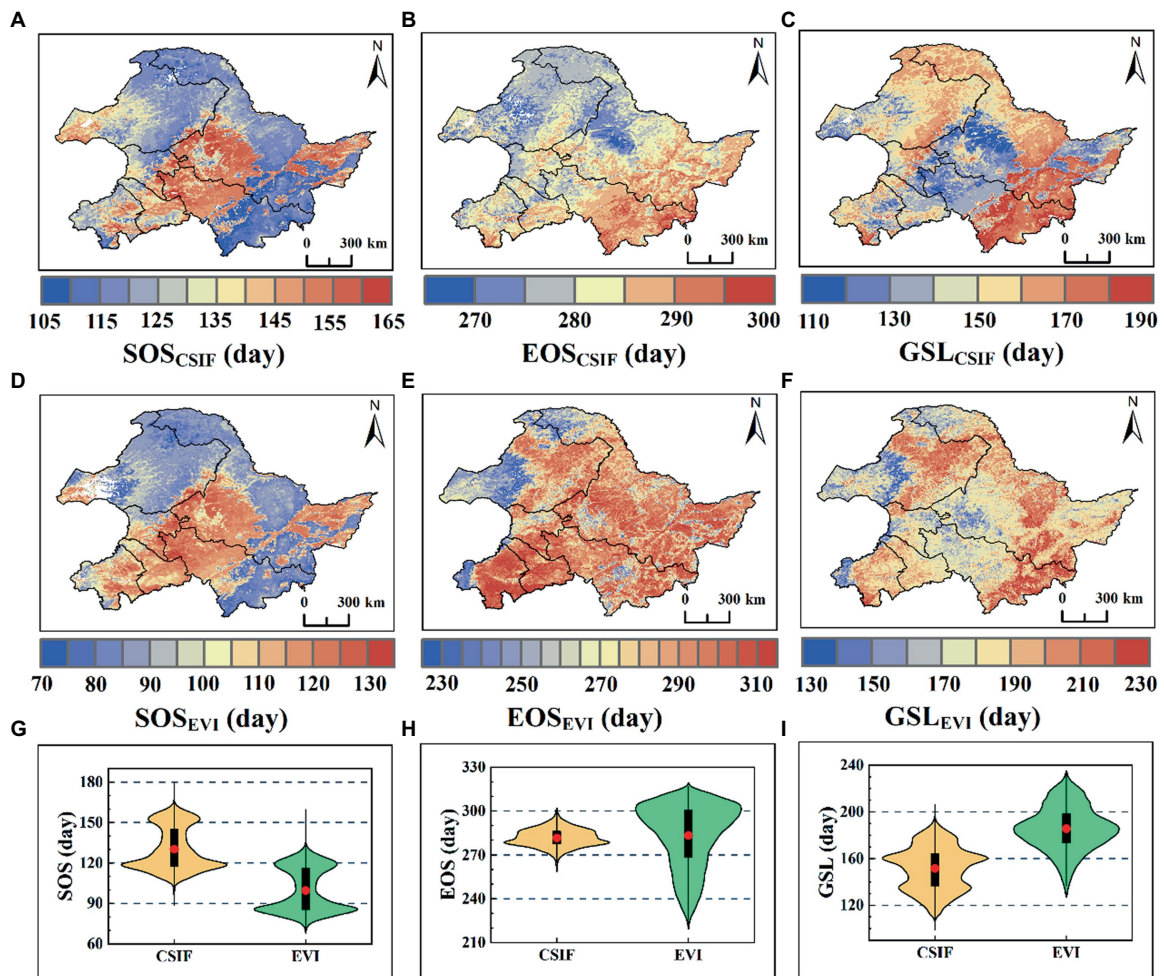 A
B
C
N
N
N
0 300 km
0 300 km
0 300 km
105 115 125 135 145 155 165
270 280 290 300
110 130 150 170 190
SOSCSIF (day)
EOSCSIF (day)
GSLCSIF (day)
D
E
F
N
N
N
0 300 km
0 300 km
0 300 km
70 80 90 100 110 120 130
230 250 270 290 310
130 150 170 190 210 230
SOSEVI (day)
EOSEVI (day)
GSLEVI (day)
G
H
I
180
150
120
90
60
SOS (day)
CSIF EVI
330
300
270
240
210
EOS (day)
CSIF EVI
240
200
160
120
GSL (day)
CSIF EVI